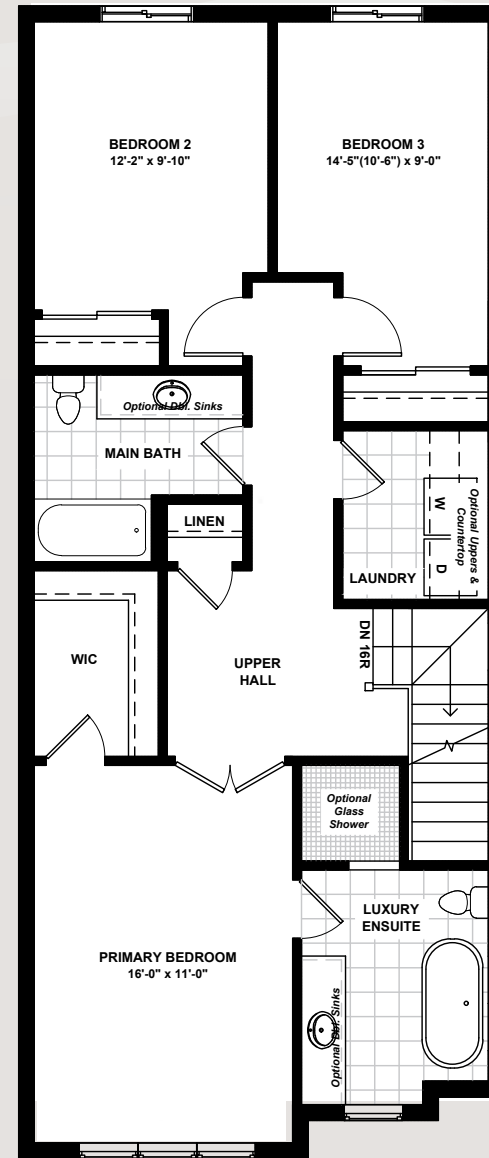 BEDROOM 2
12'-2" x 9'-10"
BEDROOM 3
14'-5"(10'-6") x 9'-0"
Optional Dbl. Sinks
MAIN BATH
LINEN
W
D
Optional Uppers &
Countertop
LAUNDRY
WIC
UPPER
HALL
DN 16R
Optional
Glass
Shower
LUXURY
ENSUITE
PRIMARY BEDROOM
16'-0" x 11'-0"
Optional Dbl. Sinks